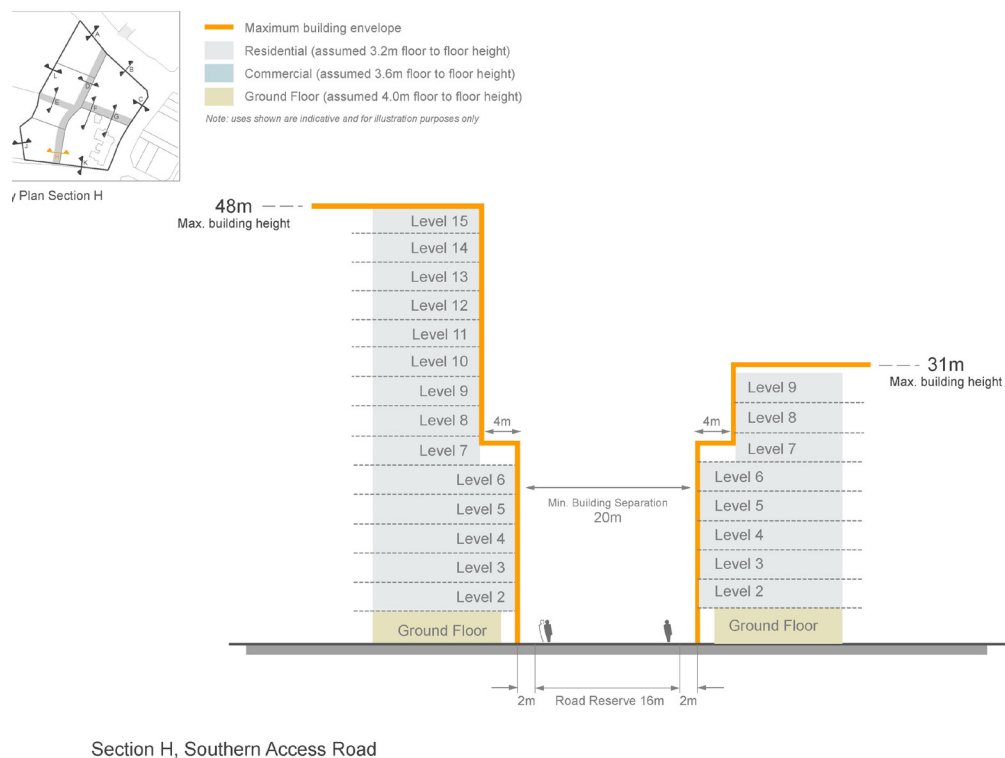 Maximum building envelope
Residential (assumed 3.2m floor to floor height)
Commercial (assumed 3.6m floor to floor height)
Ground Floor (assumed 4.0m floor to floor height)
Note: uses shown are indicative and for illustration purposes only
A
B
L
D
E
F
C
G
J
K
y Plan Section H
48m
Max. building height
Level 15
Level 14
Level 13
Level 12
Level 11
Level 10
Level 9
Level 8
Level 7
Level 6
Level 5
Level 4
Level 3
Level 2
Ground Floor
4m
4m
Min. Building Separation
20m
31m
Max. building height
Level 9
Level 8
Level 7
Level 6
Level 5
Level 4
Level 3
Level 2
Ground Floor
2m
Road Reserve 16m
2m
Section H, Southern Access Road